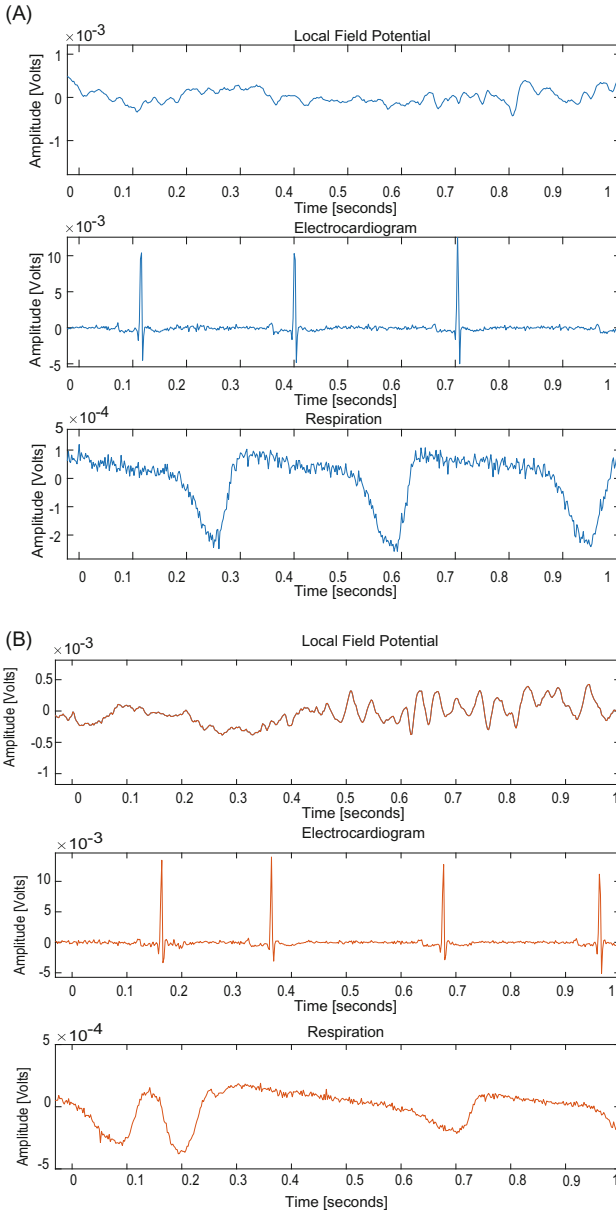 (A)
×10-3
Local Field Potential
1
0
-1
Amplitude [Volts]
0 0.1 0.2 0.3 0.4 0.5 0.6 0.7 0.8 0.9 1
Time [seconds]
×10-3
Electrocardiogram
10
5
0
-5
Amplitude [Volts]
0 0.1 0.2 0.3 0.4 0.5 0.6 0.7 0.8 0.9 1
Time [seconds]
Respiration
5
×10-4
1
0
-1
-2
Amplitude [Volts]
0 0.1 0.2 0.3 0.4 0.5 0.6 0.7 0.8 0.9 1
Time [seconds]
(B)
×10-3
Local Field Potential
0.5
0
-0.5
-1
Amplitude [Volts]
0 0.1 0.2 0.3 0.4 0.5 0.6 0.7 0.8 0.9 1
Time [seconds]
×10-3
Electrocardiogram
10
5
0
-5
Amplitude [Volts]
0 0.1 0.2 0.3 0.4 0.5 0.6 0.7 0.8 0.9 1
Time [seconds]
×10-4
Respiration
5
0
-5
Amplitude [Volts]
0 0.1 0.2 0.3 0.4 0.5 0.6 0.7 0.8 0.9 1
Time [seconds]